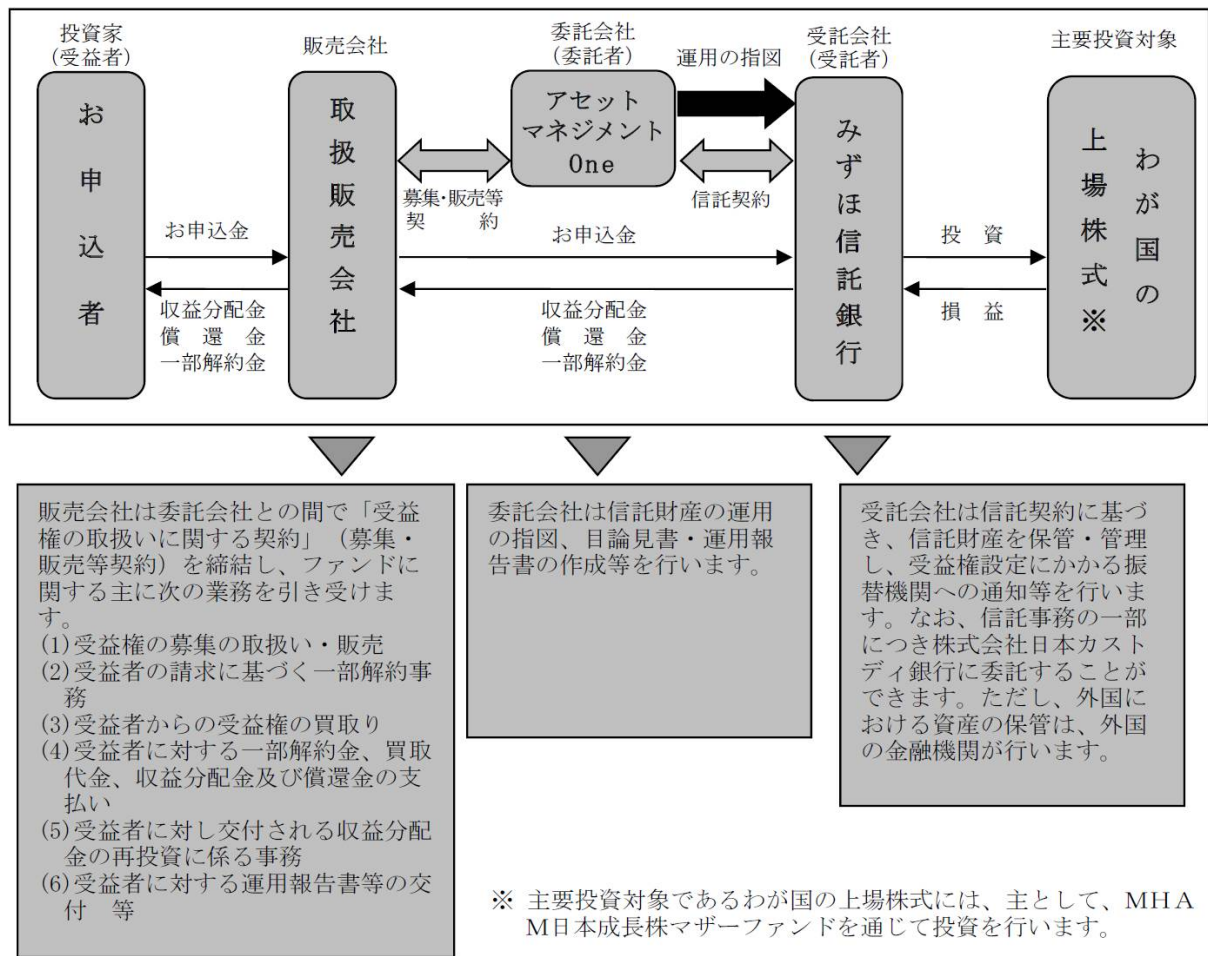 投資家
(受益者)
販売会社
委託会社
(委託者)
運用の指図
受託会社
(受託者)
主要投資対象
お申込者
取扱販売会社
アセット
マネジメント
One
みずほ信託銀行
わが国の
上場株式※
募集・販売等
契 約
信託契約
お申込金
お申込金
投 資
収益分配金
償 還 金
一部解約金
収益分配金
償 還 金
一部解約金
損 益
販売会社は委託会社との間で「受益
権の取扱いに関する契約」（募集・
販売等契約）を締結し、ファンドに
関する主に次の業務を引き受けま
す。
(1)受益権の募集の取扱い・販売
(2)受益者の請求に基づく一部解約事
務
(3)受益者からの受益権の買取り
(4)受益者に対する一部解約金、買取
代金、収益分配金及び償還金の支
払い
(5)受益者に対し交付される収益分配
金の再投資に係る事務
(6)受益者に対する運用報告書等の交
付 等
委託会社は信託財産の運用
の指図、目論見書・運用報
告書の作成等を行います。
受託会社は信託契約に基づ
き、信託財産を保管・管理
し、受益権設定にかかる振
替機関への通知等を行いま
す。なお、信託事務の一部
につき株式会社日本カスト
ディ銀行に委託することが
できます。ただし、外国に
おける資産の保管は、外国
の金融機関が行います。
※ 主要投資対象であるわが国の上場株式には、主として、ＭＨＡ
Ｍ日本成長株マザーファンドを通じて投資を行います。